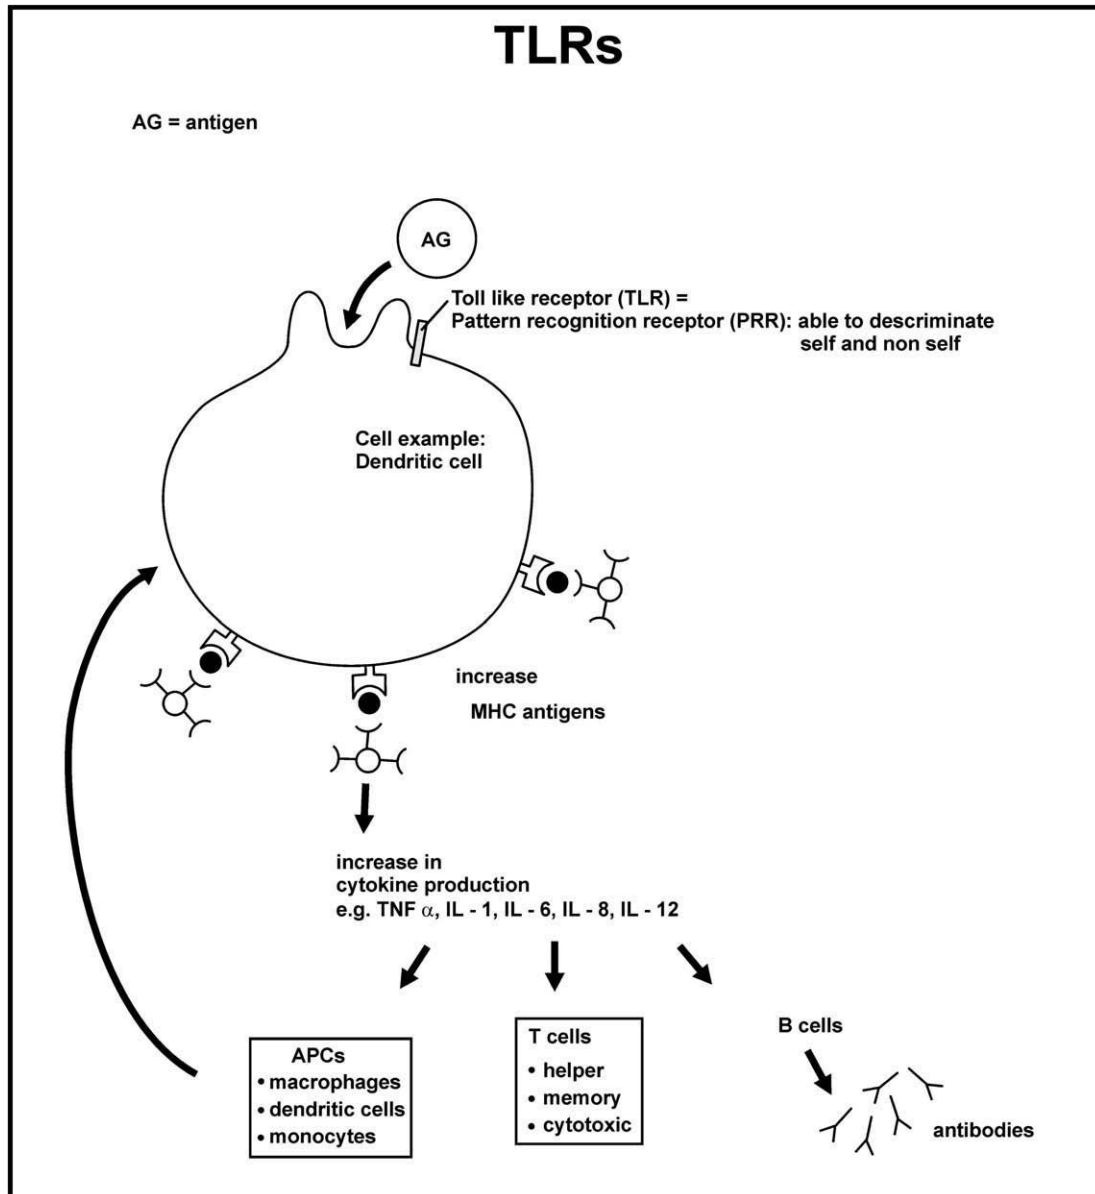 TLRs
AG = antigen
AG
Toll like receptor (TLR) =
Pattern recognition receptor (PRR): able to descriminate
self and non self
Cell example:
Dendritic cell
increase
MHC antigens
increase in
cytokine production
e.g. TNF α, IL - 1, IL - 6, IL - 8, IL - 12
APCs
• macrophages
• dendritic cells
• monocytes
T cells
• helper
• memory
• cytotoxic
B cells
antibodies